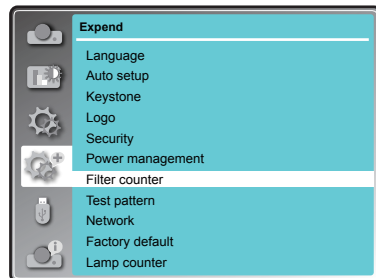 Expend
Language
Auto setup
Keystone
Logo
Security
Power management
Filter counter
Test pattern
Network
Factory default
Lamp counter